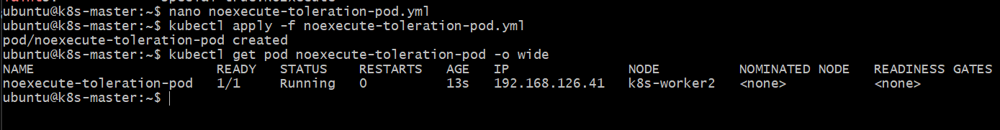 ubuntu@k8s-master:~$ nano noexecute-toleration-pod.yml
ubuntu@k8s-master:~$ kubectl apply -f noexecute-toleration-pod.yml
pod/noexecute-toleration-pod created
ubuntu@k8s-master:~$ kubectl get pod noexecute-toleration-pod -o wide
NAME READY STATUS RESTARTS AGE IP NODE NOMINATED NODE READINESS GATES
noexecute-toleration-pod 1/1 Running 0 13s 192.168.126.41 k8s-worker2 <none> <none>
ubuntu@k8s-master:~$